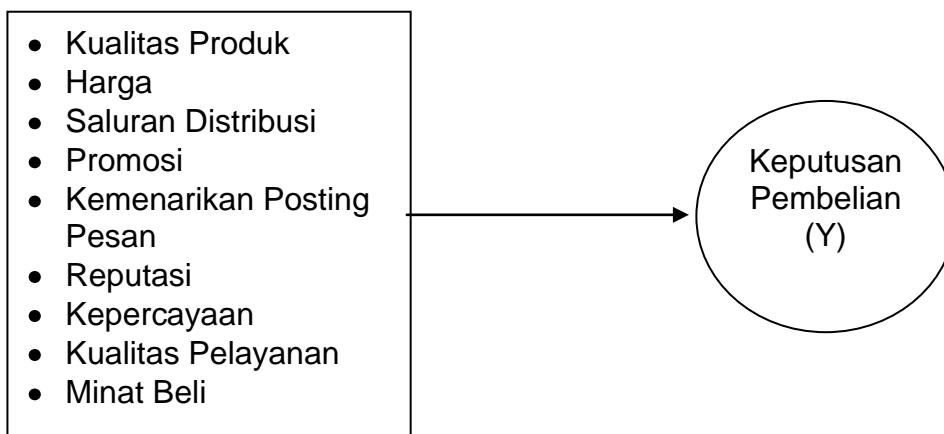 • Kualitas Produk
• Harga
• Saluran Distribusi
• Promosi
• Kemenarikan Posting
Pesan
• Reputasi
• Kepercayaan
• Kualitas Pelayanan
• Minat Beli
Keputusan
Pembelian
(Y)